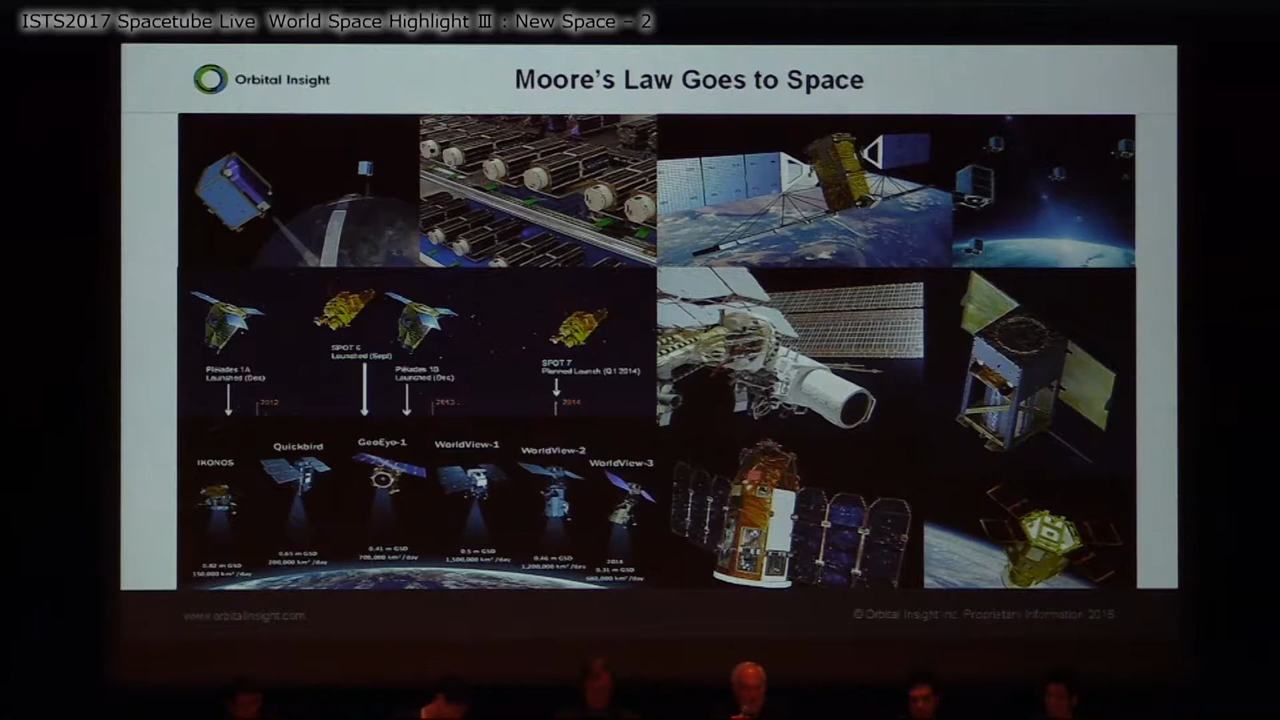 ISTS2017 Spacetube Live World Space Highlight Ⅲ : New Space – 2
Orbital Insight
Moore's Law Goes to Space
SPOT 6
Launched (Sept)
SPOT 7
Planned Launch (Q1 2014)
Pléiades 1A
Launched (Dec)
Pléiades 1B
Launched (Dec)
2012
2013
2014
IKONOS
Quickbird
GeoEye-1
WorldView-1
WorldView-2
WorldView-3
0.82 m GSD
150,000 km²/day
0.65 m GSD
200,000 km²/day
0.41 m GSD
700,000 km²/day
0.5 m GSD
1,500,000 km²/day
0.46 m GSD
1,200,000 km²/day
2014
0.31 m GSD
680,000 km²/day
www.orbitalinsight.com
© Orbital Insight Inc. Proprietary Information